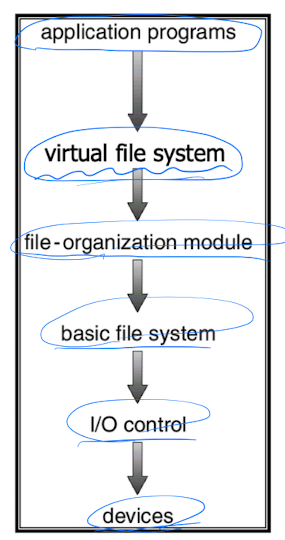 application programs
virtual file system
file-organization module
basic file system
I/O control
devices